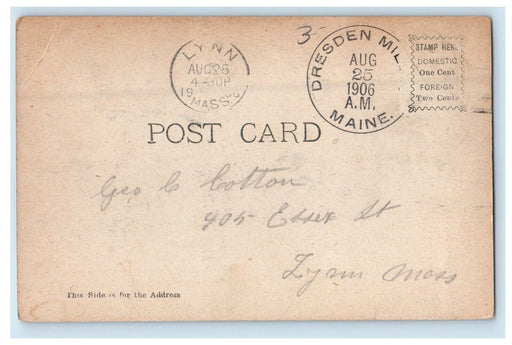 3-
LYNN
AUG 25
4-30P
19 06
MASS.
DRESDEN MIL
AUG
25
1906
A.M.
MAINE.
STAMP HERE
DOMESTIC
One Cent
FOREIGN
Two Cents
POST CARD
Geo C Cotton
405 Essex St
Lynn Mass
This Side is for the Address